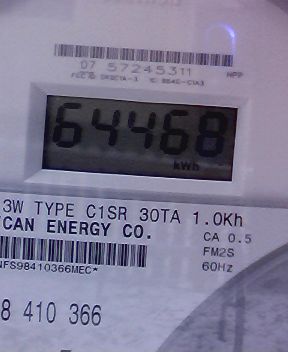 07 57245311 HPP
64468
kWh
3W TYPE C1SR 30TA 1.0Kh
CAN ENERGY CO. CA 0.5
FM2S
NFS98410366MEC* 60Hz
8 410 366